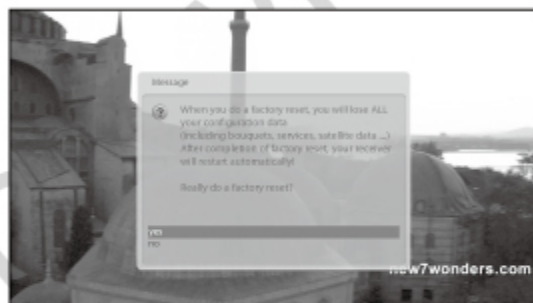 Message
When you do a factory reset, you will lose ALL
your configuration data
(including bouquets, services, satellite data ...)
After completion of factory reset, your receiver
will restart automatically!
Really do a factory reset?
yes
no
new7wonders.com